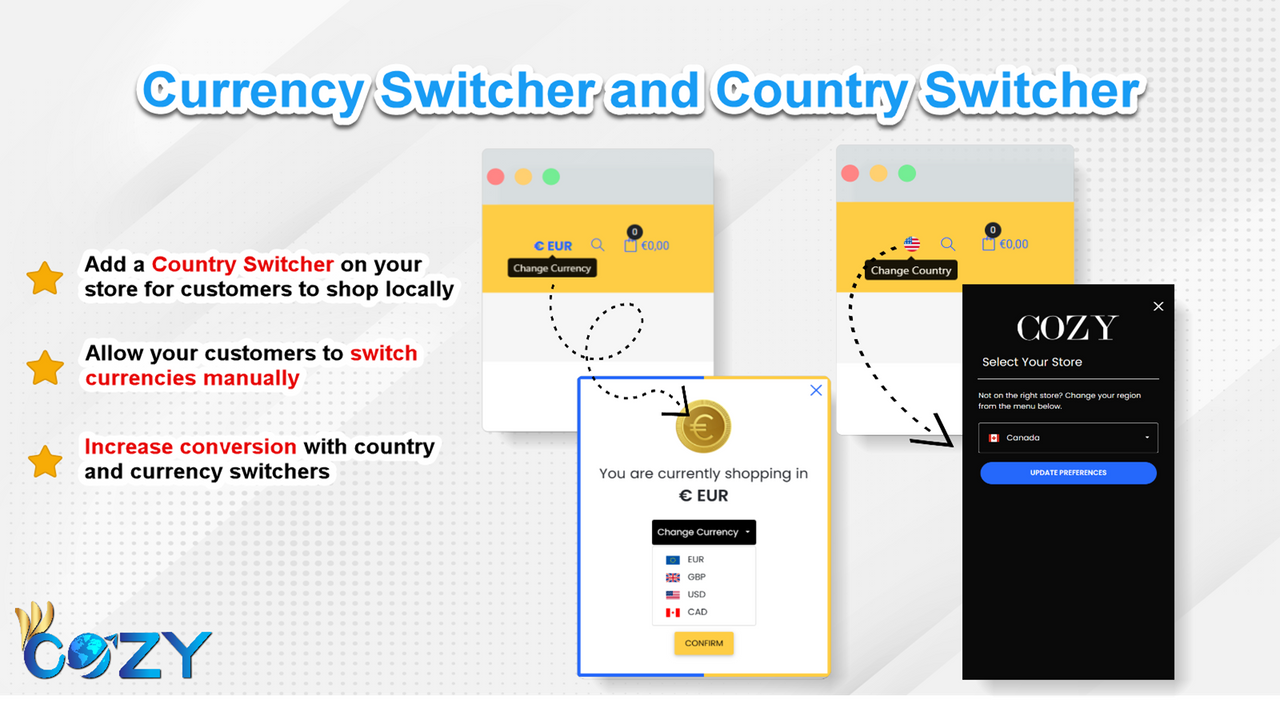 Currency Switcher and Country Switcher
Add a Country Switcher on your
store for customers to shop locally
Allow your customers to switch
currencies manually
Increase conversion with country
and currency switchers
COZY
€ EUR
0
€0,00
Change Currency
€
You are currently shopping in
€ EUR
Change Currency
EUR
GBP
USD
CAD
CONFIRM
0
€0,00
Change Country
COZY
Select Your Store
Not on the right store? Change your region
from the menu below.
Canada
UPDATE PREFERENCES